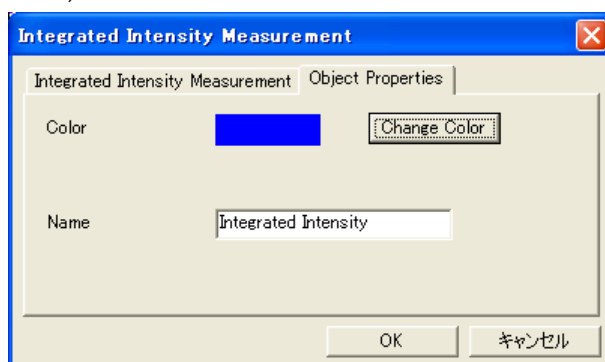 Integrated Intensity Measurement
Integrated Intensity Measurement Object Properties
Color Change Color
Name Integrated Intensity
OK キャンセル